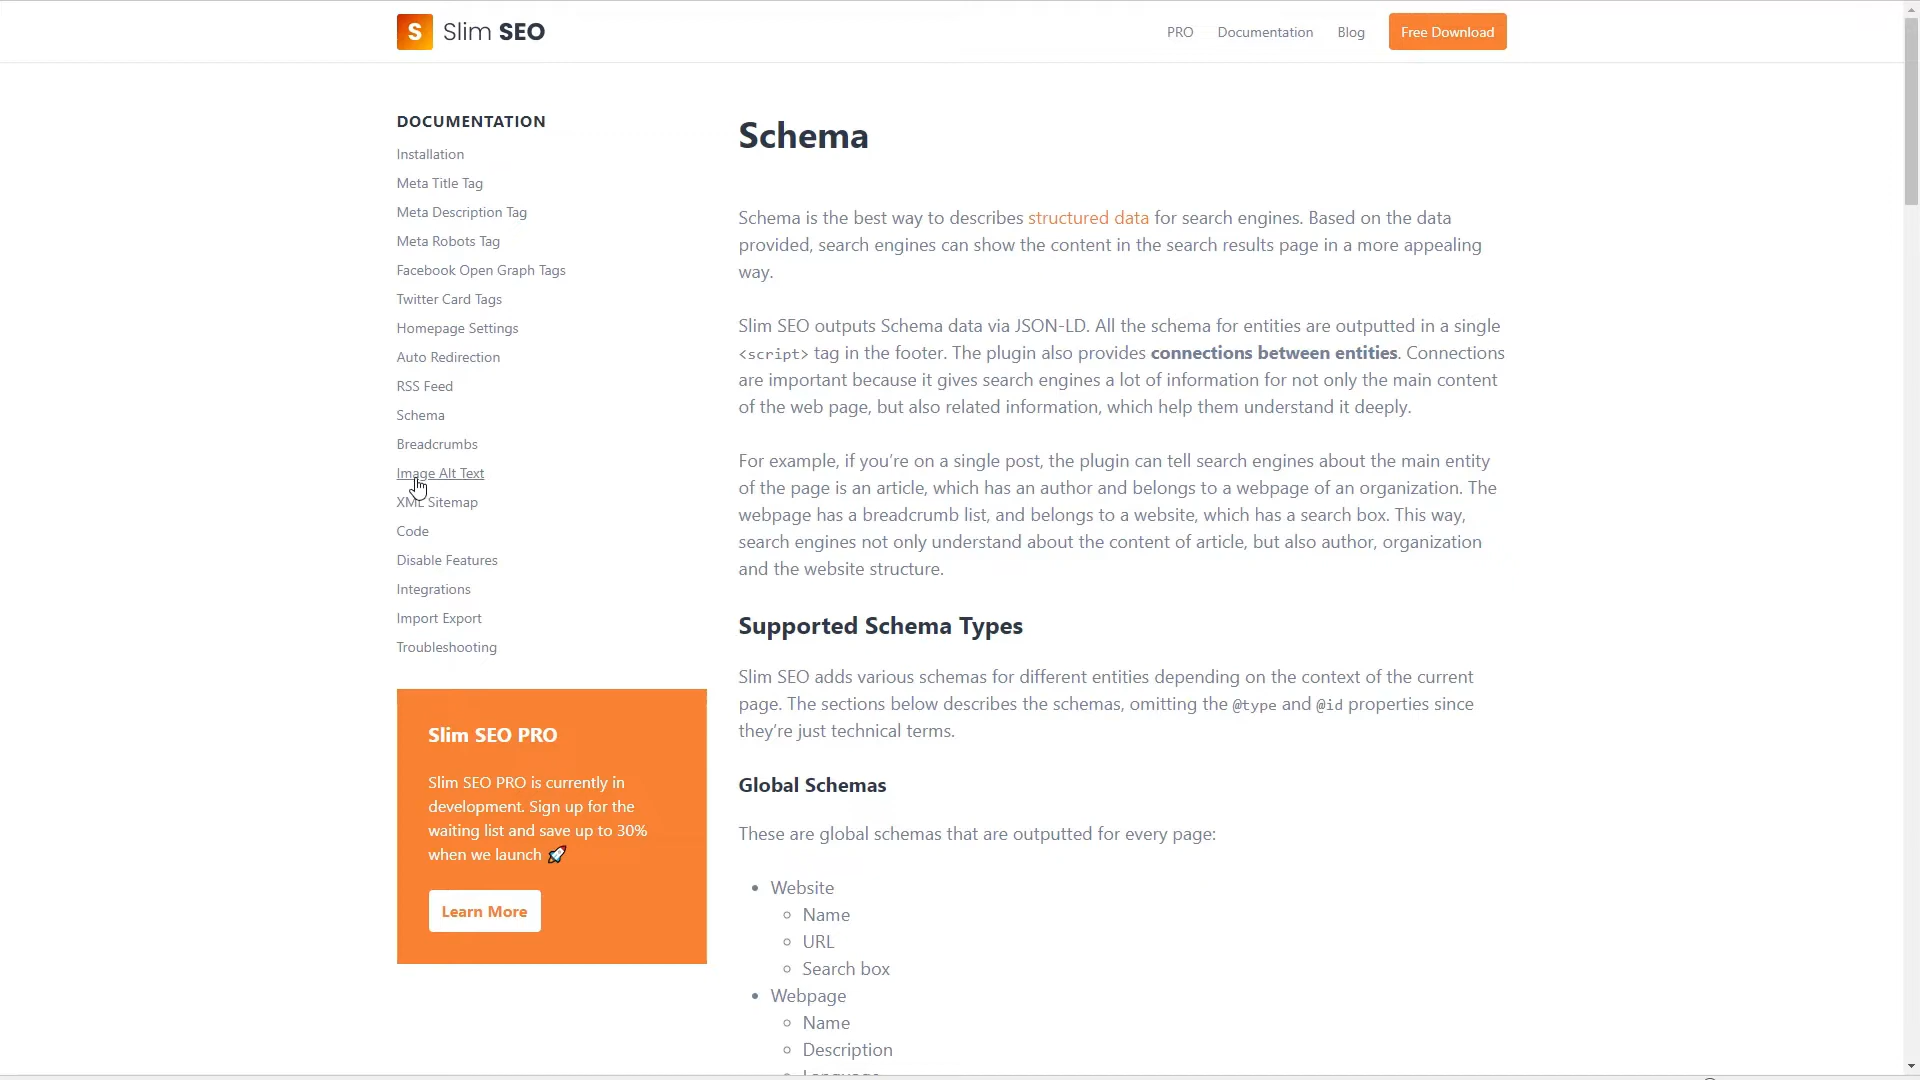 S Slim SEO
PRO
Documentation
Blog
Free Download
DOCUMENTATION
Installation
Meta Title Tag
Meta Description Tag
Meta Robots Tag
Facebook Open Graph Tags
Twitter Card Tags
Homepage Settings
Auto Redirection
RSS Feed
Schema
Breadcrumbs
Image Alt Text
XML Sitemap
Code
Disable Features
Integrations
Import Export
Troubleshooting
Slim SEO PRO
Slim SEO PRO is currently in
development. Sign up for the
waiting list and save up to 30%
when we launch 🚀
Learn More
Schema
Schema is the best way to describes structured data for search engines. Based on the data
provided, search engines can show the content in the search results page in a more appealing
way.
Slim SEO outputs Schema data via JSON-LD. All the schema for entities are outputted in a single
<script> tag in the footer. The plugin also provides connections between entities. Connections
are important because it gives search engines a lot of information for not only the main content
of the web page, but also related information, which help them understand it deeply.
For example, if you're on a single post, the plugin can tell search engines about the main entity
of the page is an article, which has an author and belongs to a webpage of an organization. The
webpage has a breadcrumb list, and belongs to a website, which has a search box. This way,
search engines not only understand about the content of article, but also author, organization
and the website structure.
Supported Schema Types
Slim SEO adds various schemas for different entities depending on the context of the current
page. The sections below describes the schemas, omitting the @type and @id properties since
they're just technical terms.
Global Schemas
These are global schemas that are outputted for every page:
• Website
◦ Name
◦ URL
◦ Search box
• Webpage
◦ Name
◦ Description